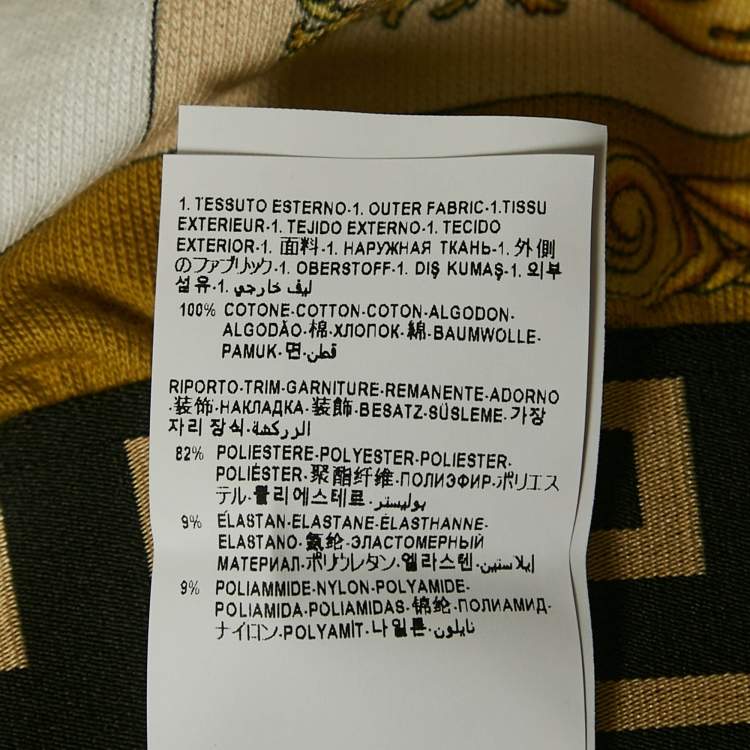 1. TESSUTO ESTERNO-1. OUTER FABRIC-1.TISSU
EXTERIEUR-1. TEJIDO EXTERNO-1. TECIDO
EXTERIOR-1. 面料-1. НАРУЖНАЯ ТКАНЬ-1. 外側
のファブリック-1. OBERSTOFF-1. DIŞ KUMAŞ-1. 외부
섬유-1. ليف خارجي
100% COTONE-COTTON-COTON-ALGODON-
ALGODÃO-棉-ХЛОПОК-綿-BAUMWOLLE-
PAMUK-면-قطن
RIPORTO-TRIM-GARNITURE-REMANENTE-ADORNO
-装饰-НАКЛАДКА-装飾-BESATZ-SÜSLEME-가장
자리 장식-الزركشة
82% POLIESTERE-POLYESTER-POLIESTER-
POLIÉSTER-聚酯纤维-ПОЛИЭФИР-ポリエス
テル-폴리에스테르-بوليستر
9% ELASTAN-ELASTANE-ÉLASTHANNE-
ELASTANO-氨纶-ЭЛАСТОМЕРНЫЙ
МАТЕРИАЛ-ポリウレタン-엘라스텐-إيلاستين
9% POLIAMMIDE-NYLON-POLYAMIDE-
POLIAMIDA-POLIAMIDAS-锦纶-ПОЛИАМИД-
ナイロン-POLYAMİT-나일론-نايلون